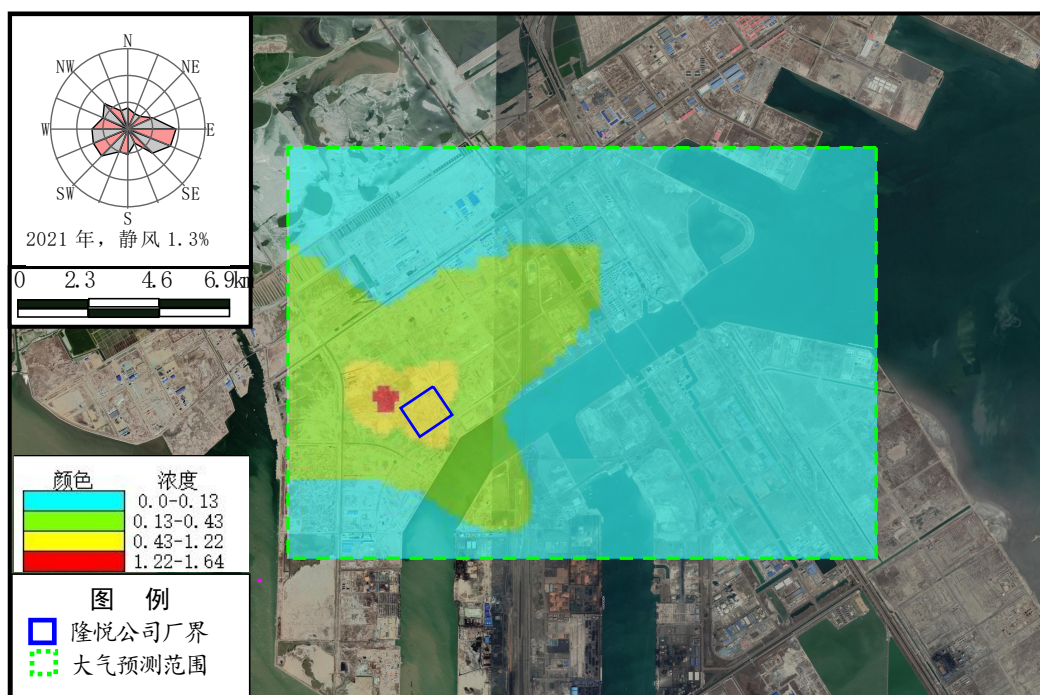 N
NW
NE
W
E
SW
SE
S
2021 年，静风 1.3%
0 2.3 4.6 6.9km
颜色 浓度
0.0-0.13
0.13-0.43
0.43-1.22
1.22-1.64
图 例
隆悦公司厂界
大气预测范围